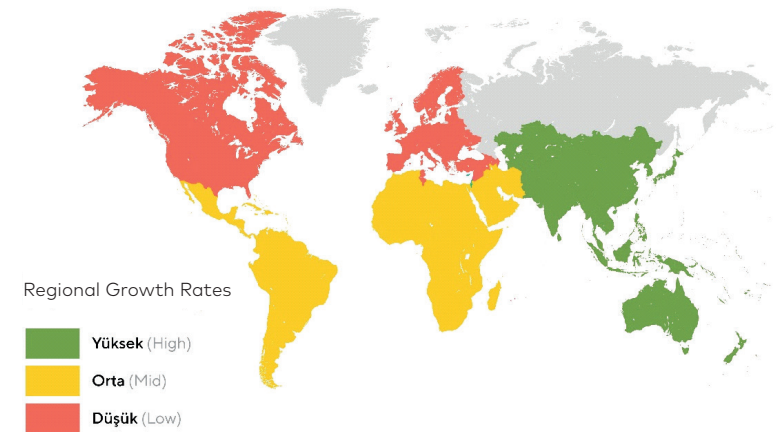 Regional Growth Rates
Yüksek (High)
Orta (Mid)
Düşük (Low)